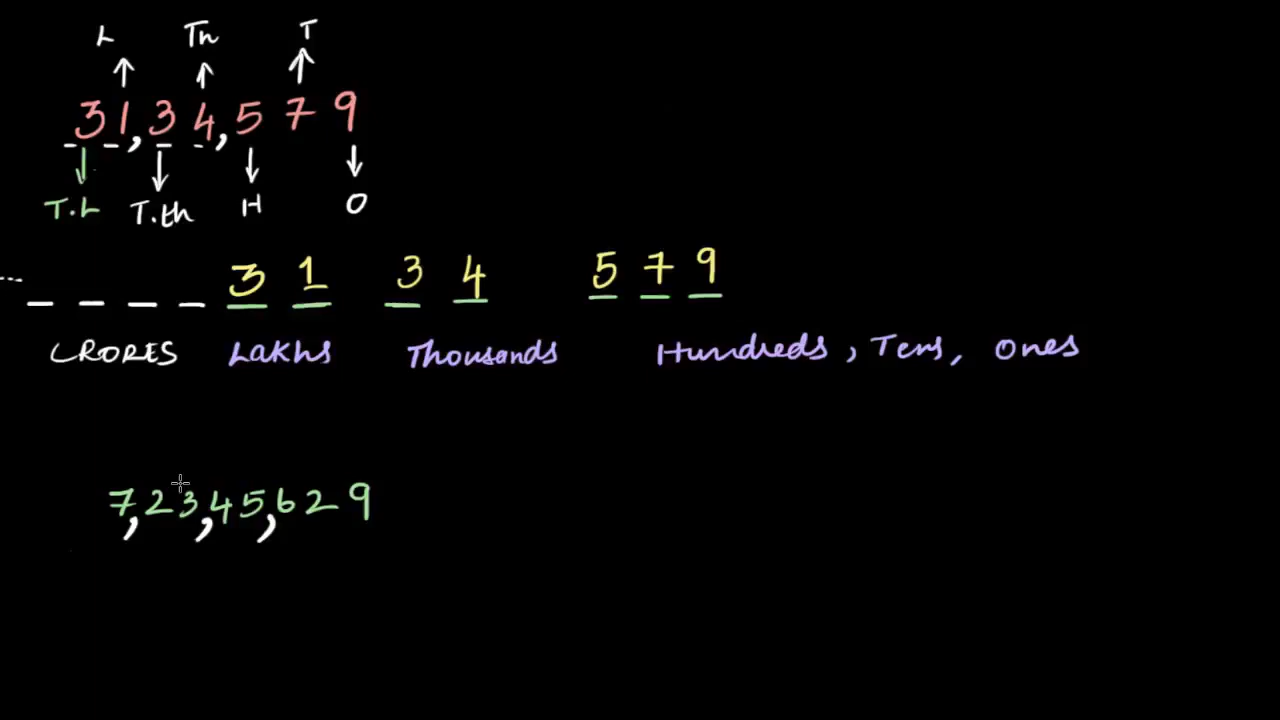 L Th T
31,34,579
T.L T.th H O
... _ _ _ _ 3 1 3 4 5 7 9
CRORES Lakhs Thousands Hundreds, Tens, Ones
7,23,45,629